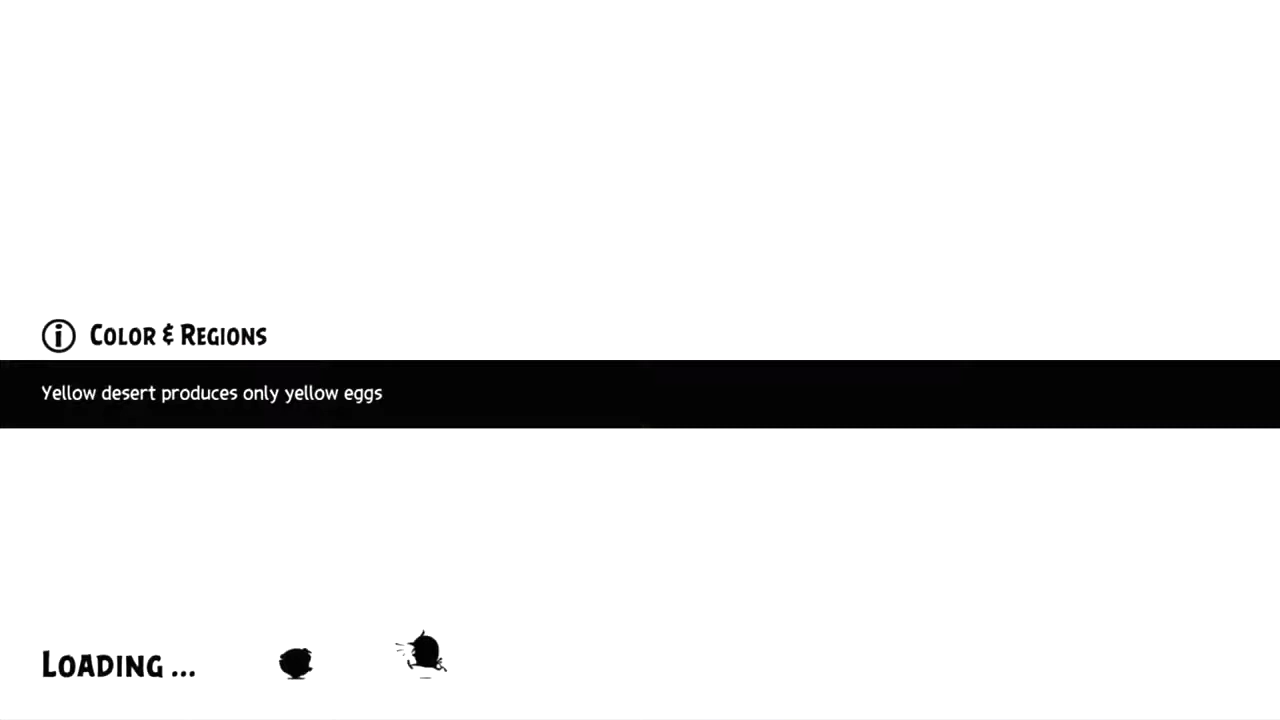 Color & Regions
Yellow desert produces only yellow eggs
Loading ...